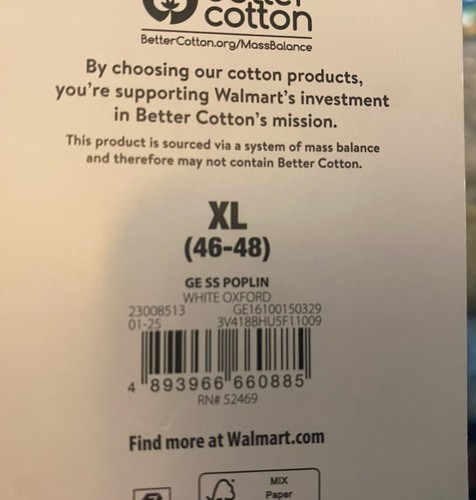 cotton
BetterCotton.org/MassBalance
By choosing our cotton products,
you're supporting Walmart's investment
in Better Cotton's mission.
This product is sourced via a system of mass balance
and therefore may not contain Better Cotton.
XL
(46-48)
GE SS POPLIN
WHITE OXFORD
23008513 GE16100150329
01-25 3V418BHU5F11009
4 893966 660885
RN# 52469
Find more at Walmart.com
MIX
Paper